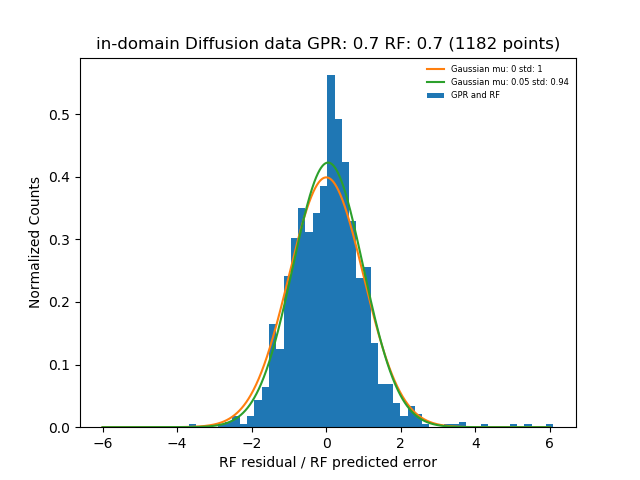 in-domain Diffusion data GPR: 0.7 RF: 0.7 (1182 points)
Gaussian mu: 0 std: 1
Gaussian mu: 0.05 std: 0.94
GPR and RF
Normalized Counts
0.5
0.4
0.3
0.2
0.1
0.0
−6 −4 −2 0 2 4 6
RF residual / RF predicted error